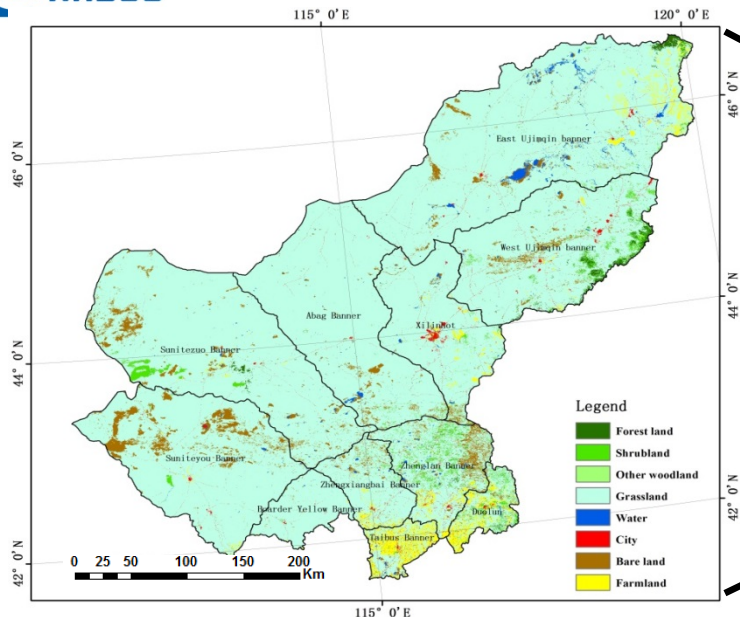 115° 0′E
120° 0′E
46° 0′N
46° 0′N
East Ujimqin banner
West Ujimqin banner
Abag Banner
Xilinhot
44° 0′N
Sunitezuo Banner
44° 0′N
Legend
Forest land
Shrubland
Other woodland
Grassland
Water
City
Bare land
Farmland
Suniteyou Banner
Zhenglan Banner
Zhengxiangbai Banner
Boarder Yellow Banner
Duolun
Taibus Banner
42° 0′N
42° 0′N
0 25 50 100 150 200
Km
115° 0′E